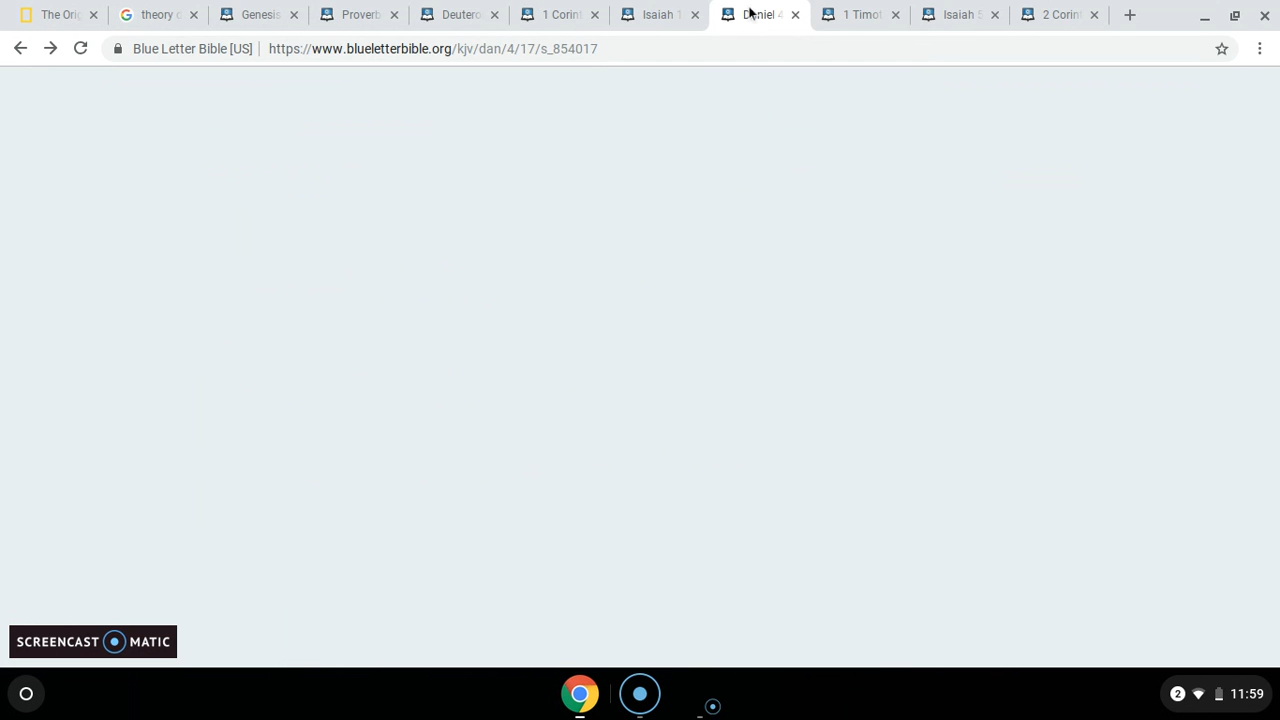 The Orig
theory o
Genesis
Proverb
Deutero
1 Corint
Isaiah 1
Daniel 4
1 Timot
Isaiah 5
2 Corint
Blue Letter Bible [US]
https://www.blueletterbible.org/kjv/dan/4/17/s_854017
SCREENCAST MATIC
2
11:59